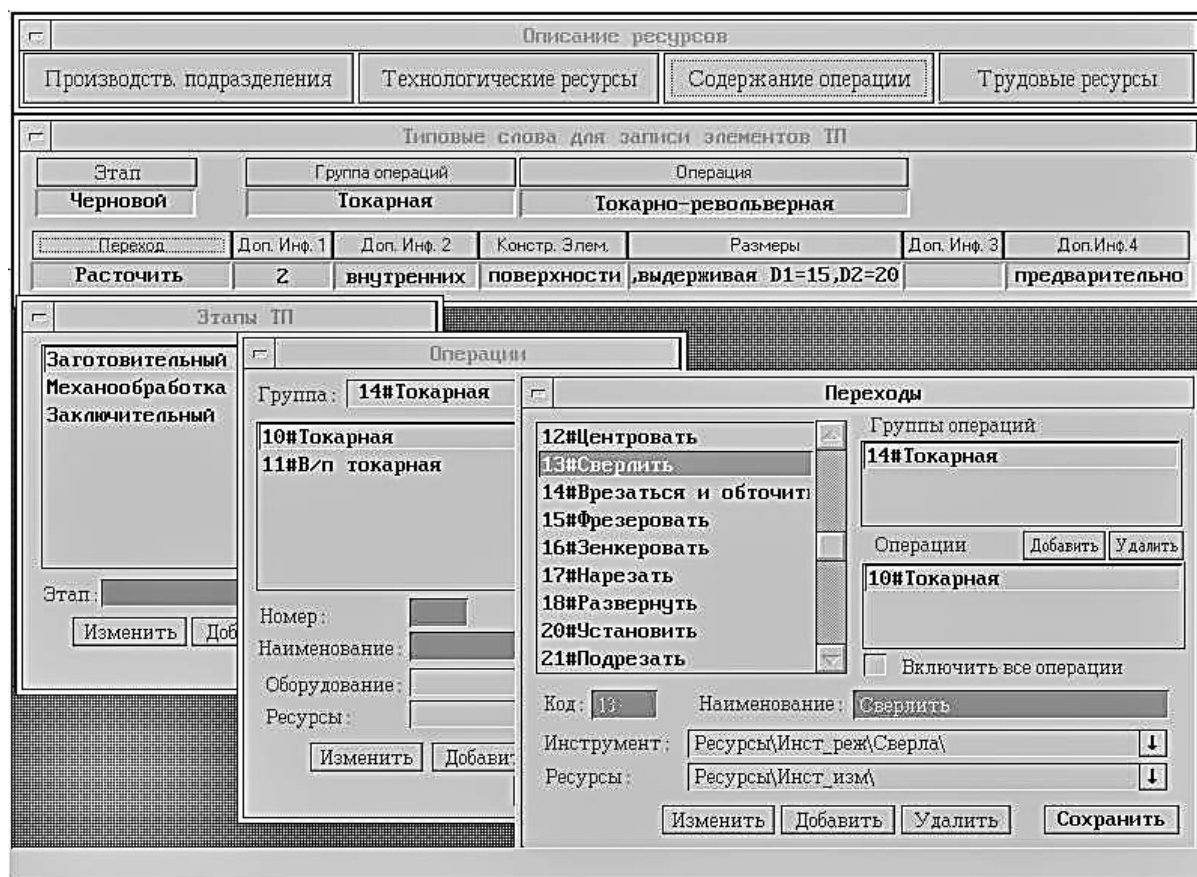 Описание ресурсов
Производств. подразделения Технологические ресурсы Содержание операции Трудовые ресурсы
Типовые слова для записи элементов ТП
Этап Группа операций Операция
Черновой Токарная Токарно-револьверная
Переход Доп. Инф. 1 Доп. Инф. 2 Констр. Элем. Размеры Доп. Инф. 3 Доп.Инф.4
Расточить 2 внутренних поверхности ,выдерживая D1=15,D2=20 предварительно
Этапы ТП
Заготовительный
Механообработка
Заключительный
Этап:
Изменить Доб
Операции
Группа: 14#Токарная
10#Токарная
11#В/п токарная
Номер:
Наименование:
Оборудование:
Ресурсы:
Изменить Добавит
Переходы
12#Центровать
13#Сверлить
14#Врезаться и обточить
15#Фрезеровать
16#Зенкеровать
17#Нарезать
18#Развернуть
20#Установить
21#Подрезать
Группы операций
14#Токарная
Операции Добавить Удалить
10#Токарная
Включить все операции
Код: 13 Наименование: Сверлить
Инструмент: Ресурсы\Инст_реж\Сверла\
Ресурсы: Ресурсы\Инст_изм\
Изменить Добавить Удалить Сохранить